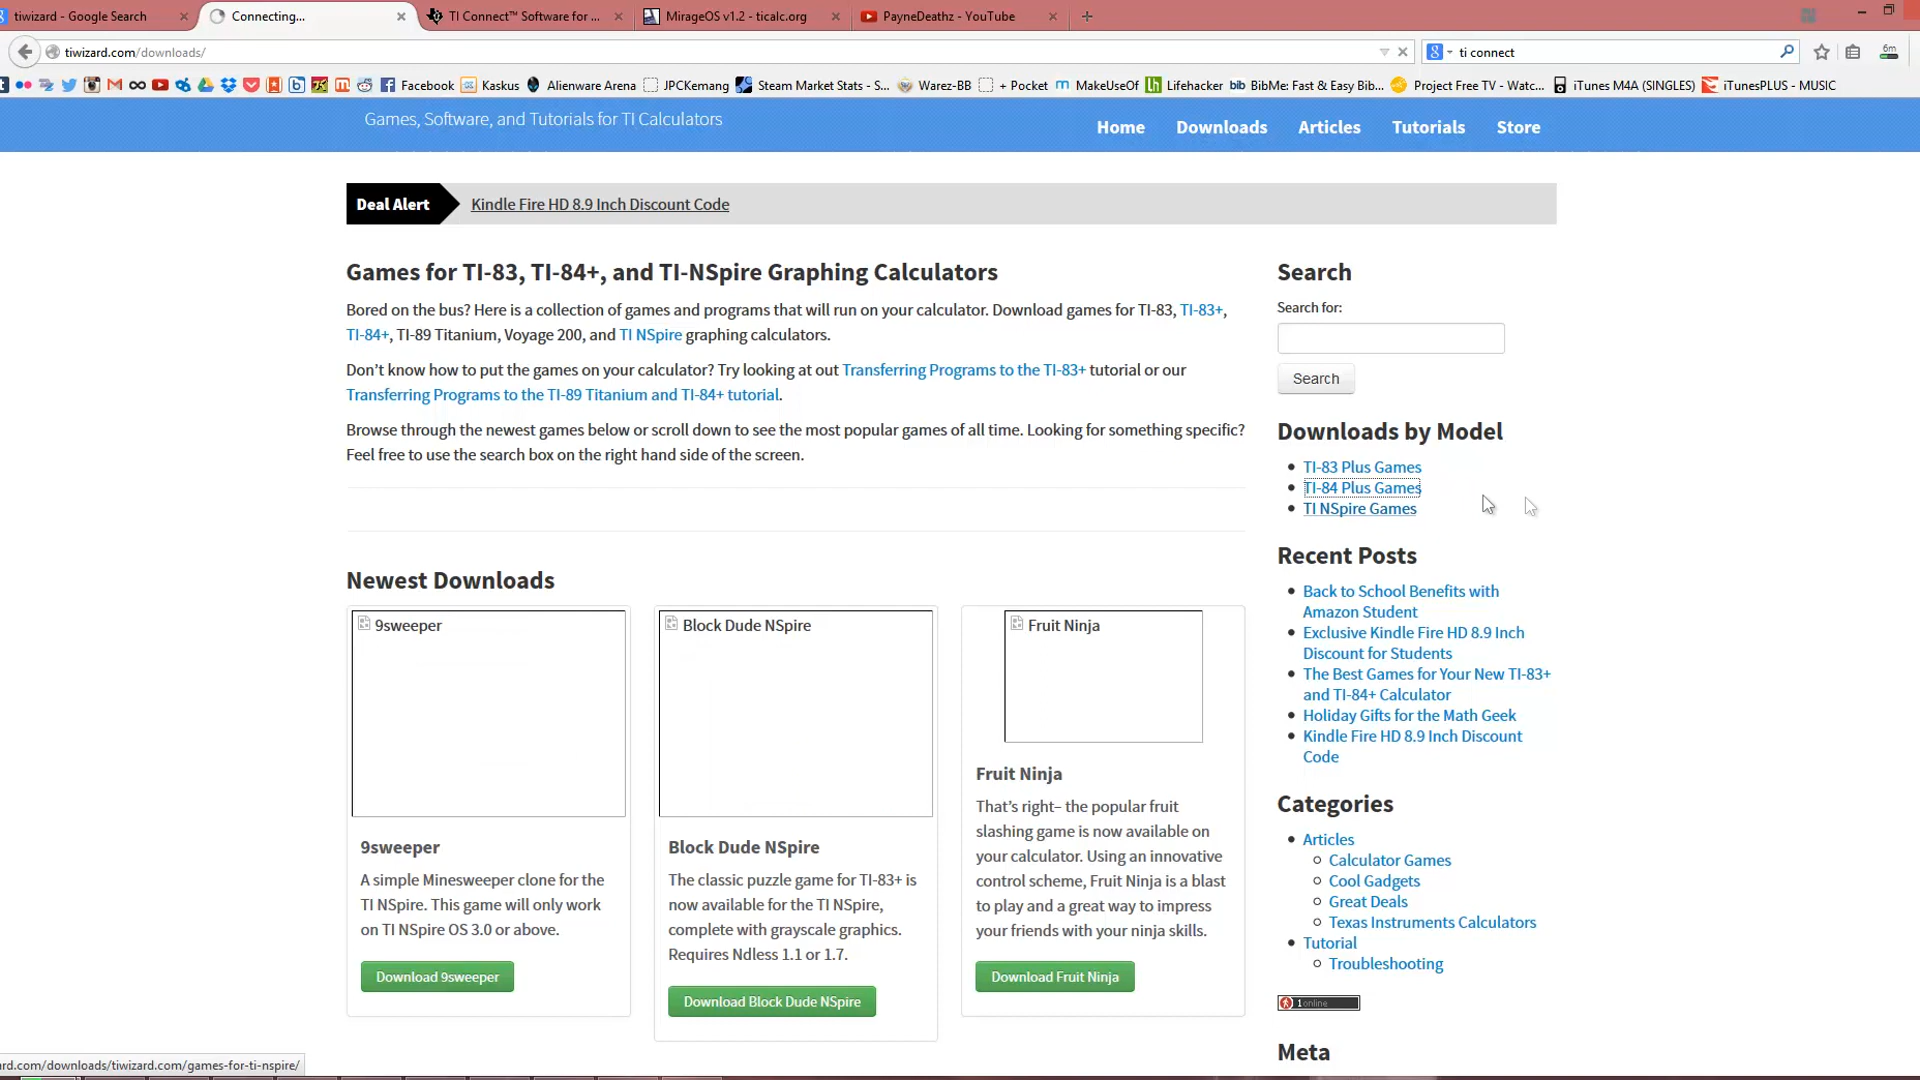 tiwizard - Google Search
Connecting...
TI Connect™ Software for ...
MirageOS v1.2 - ticalc.org
PayneDeathz - YouTube
tiwizard.com/downloads/
ti connect
6m
Facebook
Kaskus
Alienware Arena
JPCKemang
Steam Market Stats - S...
Warez-BB
+ Pocket
MakeUseOf
Lifehacker
BibMe: Fast & Easy Bib...
Project Free TV - Watc...
iTunes M4A (SINGLES)
iTunesPLUS - MUSIC
Games, Software, and Tutorials for TI Calculators
Home
Downloads
Articles
Tutorials
Store
Deal Alert
Kindle Fire HD 8.9 Inch Discount Code
Games for TI-83, TI-84+, and TI-NSpire Graphing Calculators
Bored on the bus? Here is a collection of games and programs that will run on your calculator. Download games for TI-83, TI-83+,
TI-84+, TI-89 Titanium, Voyage 200, and TI NSpire graphing calculators.
Don't know how to put the games on your calculator? Try looking at out Transferring Programs to the TI-83+ tutorial or our
Transferring Programs to the TI-89 Titanium and TI-84+ tutorial.
Browse through the newest games below or scroll down to see the most popular games of all time. Looking for something specific?
Feel free to use the search box on the right hand side of the screen.
Newest Downloads
9sweeper
9sweeper
A simple Minesweeper clone for the
TI NSpire. This game will only work
on TI NSpire OS 3.0 or above.
Download 9sweeper
Block Dude NSpire
Block Dude NSpire
The classic puzzle game for TI-83+ is
now available for the TI NSpire,
complete with grayscale graphics.
Requires Ndless 1.1 or 1.7.
Download Block Dude NSpire
Fruit Ninja
Fruit Ninja
That's right– the popular fruit
slashing game is now available on
your calculator. Using an innovative
control scheme, Fruit Ninja is a blast
to play and a great way to impress
your friends with your ninja skills.
Download Fruit Ninja
Search
Search for:
Search
Downloads by Model
TI-83 Plus Games
TI-84 Plus Games
TI NSpire Games
Recent Posts
Back to School Benefits with
Amazon Student
Exclusive Kindle Fire HD 8.9 Inch
Discount for Students
The Best Games for Your New TI-83+
and TI-84+ Calculator
Holiday Gifts for the Math Geek
Kindle Fire HD 8.9 Inch Discount
Code
Categories
Articles
Calculator Games
Cool Gadgets
Great Deals
Texas Instruments Calculators
Tutorial
Troubleshooting
1 online
Meta
rd.com/downloads/tiwizard.com/games-for-ti-nspire/